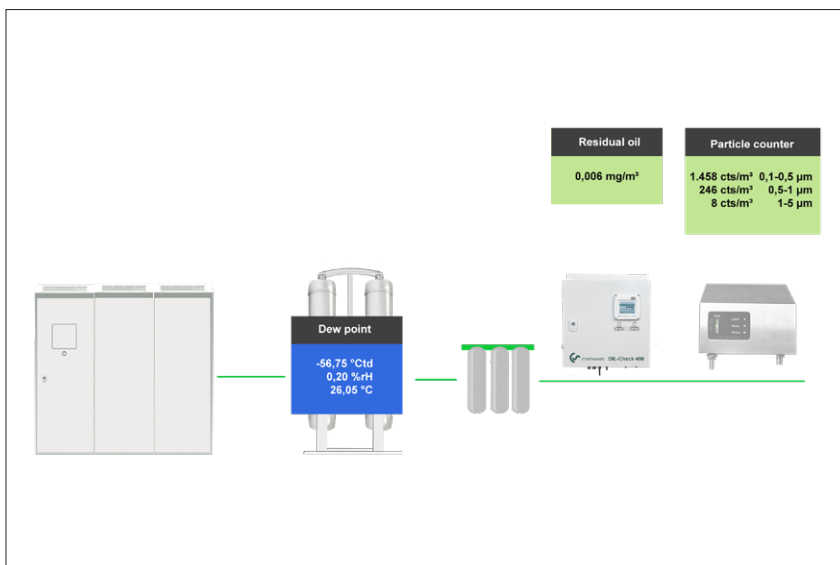 Residual oil
0,006 mg/m³
Particle counter
1.458 cts/m³ 0,1-0,5 µm
246 cts/m³ 0,5-1 µm
8 cts/m³ 1-5 µm
Dew point
-56,75 °Ctd
0,20 %rH
26,05 °C
OIL-Check 400